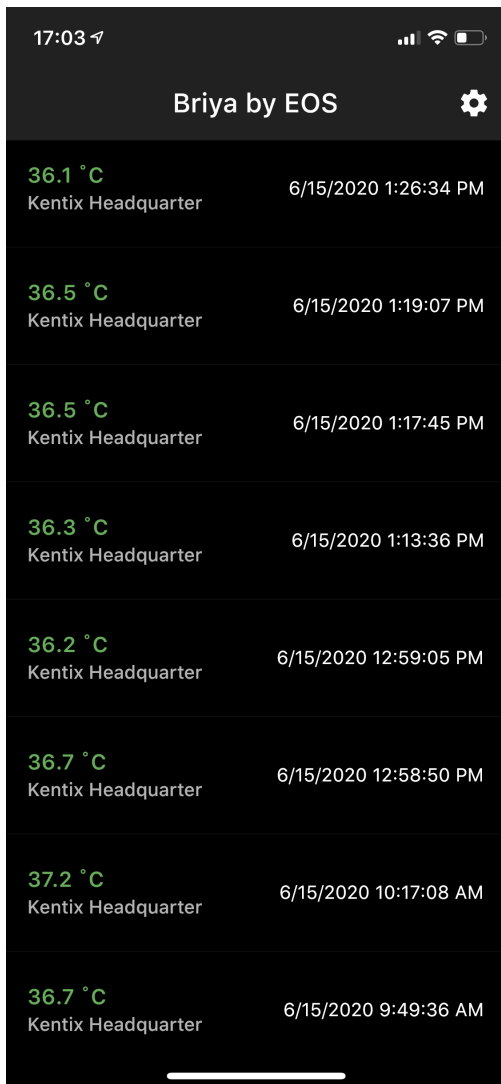 17:03
Briya by EOS
36.1 °C
Kentix Headquarter
6/15/2020 1:26:34 PM
36.5 °C
Kentix Headquarter
6/15/2020 1:19:07 PM
36.5 °C
Kentix Headquarter
6/15/2020 1:17:45 PM
36.3 °C
Kentix Headquarter
6/15/2020 1:13:36 PM
36.2 °C
Kentix Headquarter
6/15/2020 12:59:05 PM
36.7 °C
Kentix Headquarter
6/15/2020 12:58:50 PM
37.2 °C
Kentix Headquarter
6/15/2020 10:17:08 AM
36.7 °C
Kentix Headquarter
6/15/2020 9:49:36 AM